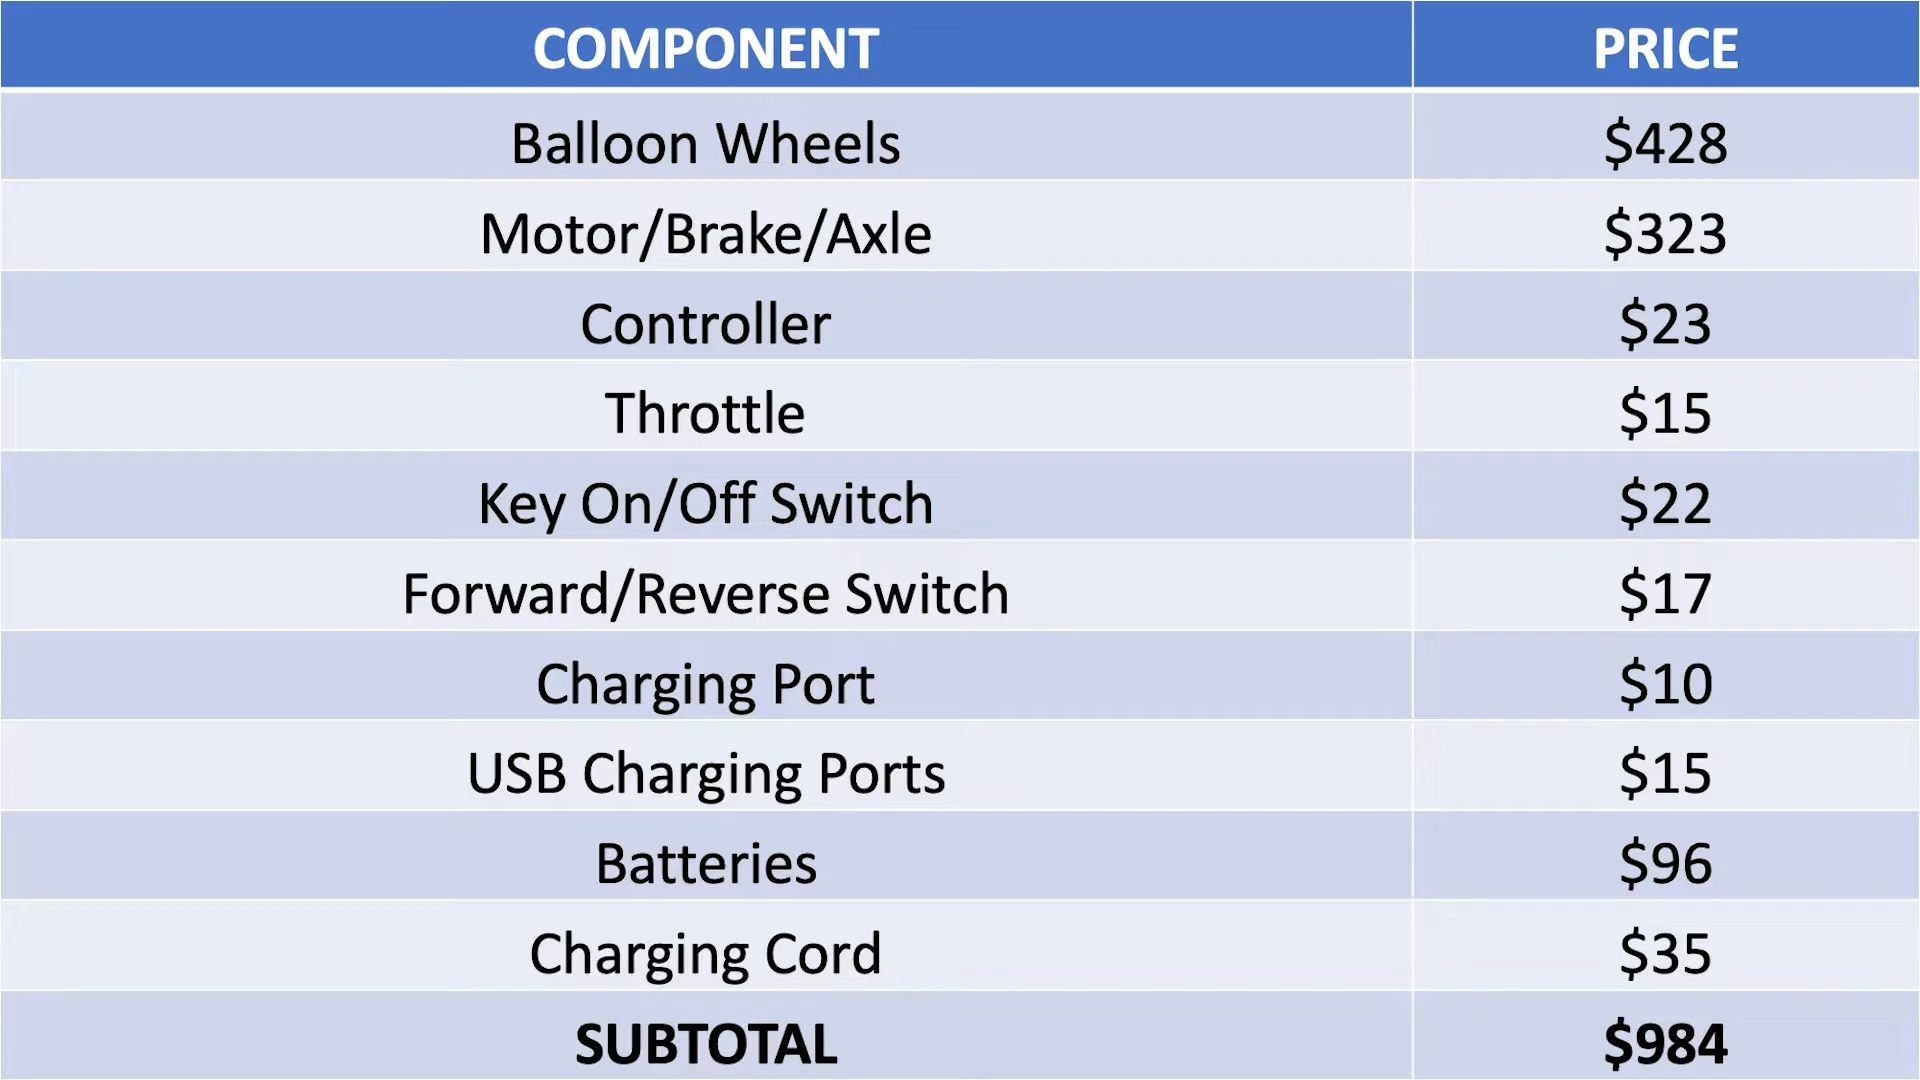 COMPONENT PRICE
Balloon Wheels $428
Motor/Brake/Axle $323
Controller $23
Throttle $15
Key On/Off Switch $22
Forward/Reverse Switch $17
Charging Port $10
USB Charging Ports $15
Batteries $96
Charging Cord $35
SUBTOTAL $984